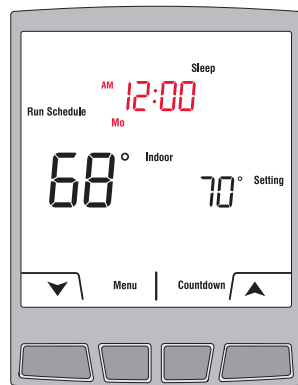 Sleep
AM 12:00
Run Schedule
Mo
68° Indoor
70° Setting
Menu Countdown